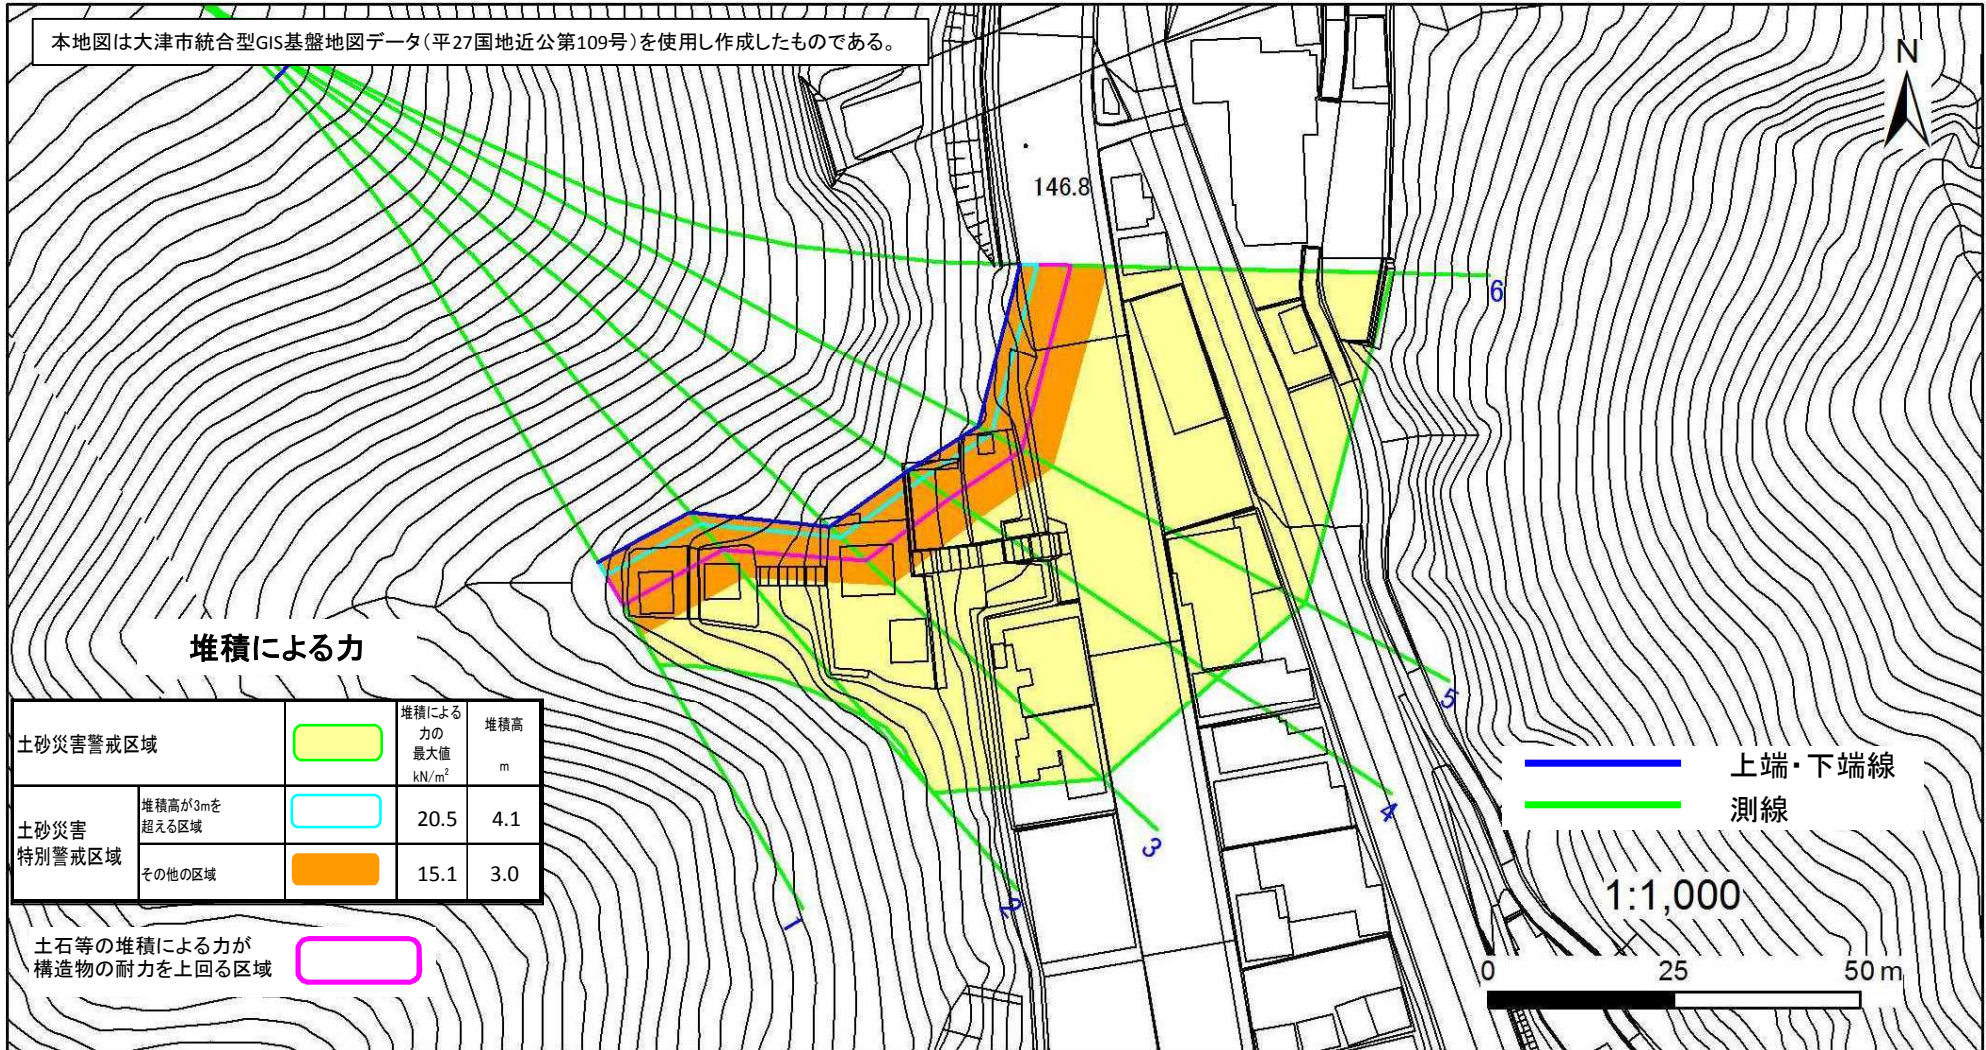 本地図は大津市統合型GIS基盤地図データ(平27国地近公第109号)を使用し作成したものである。
N
146.8
6
堆積による力
堆積による
力の
最大値
kN/m²
堆積高
m
土砂災害警戒区域
土砂災害
特別警戒区域
堆積高が3mを
超える区域
20.5
4.1
その他の区域
15.1
3.0
土石等の堆積による力が
構造物の耐力を上回る区域
5
4
3
2
1
上端・下端線
測線
1:1,000
0 25 50 m